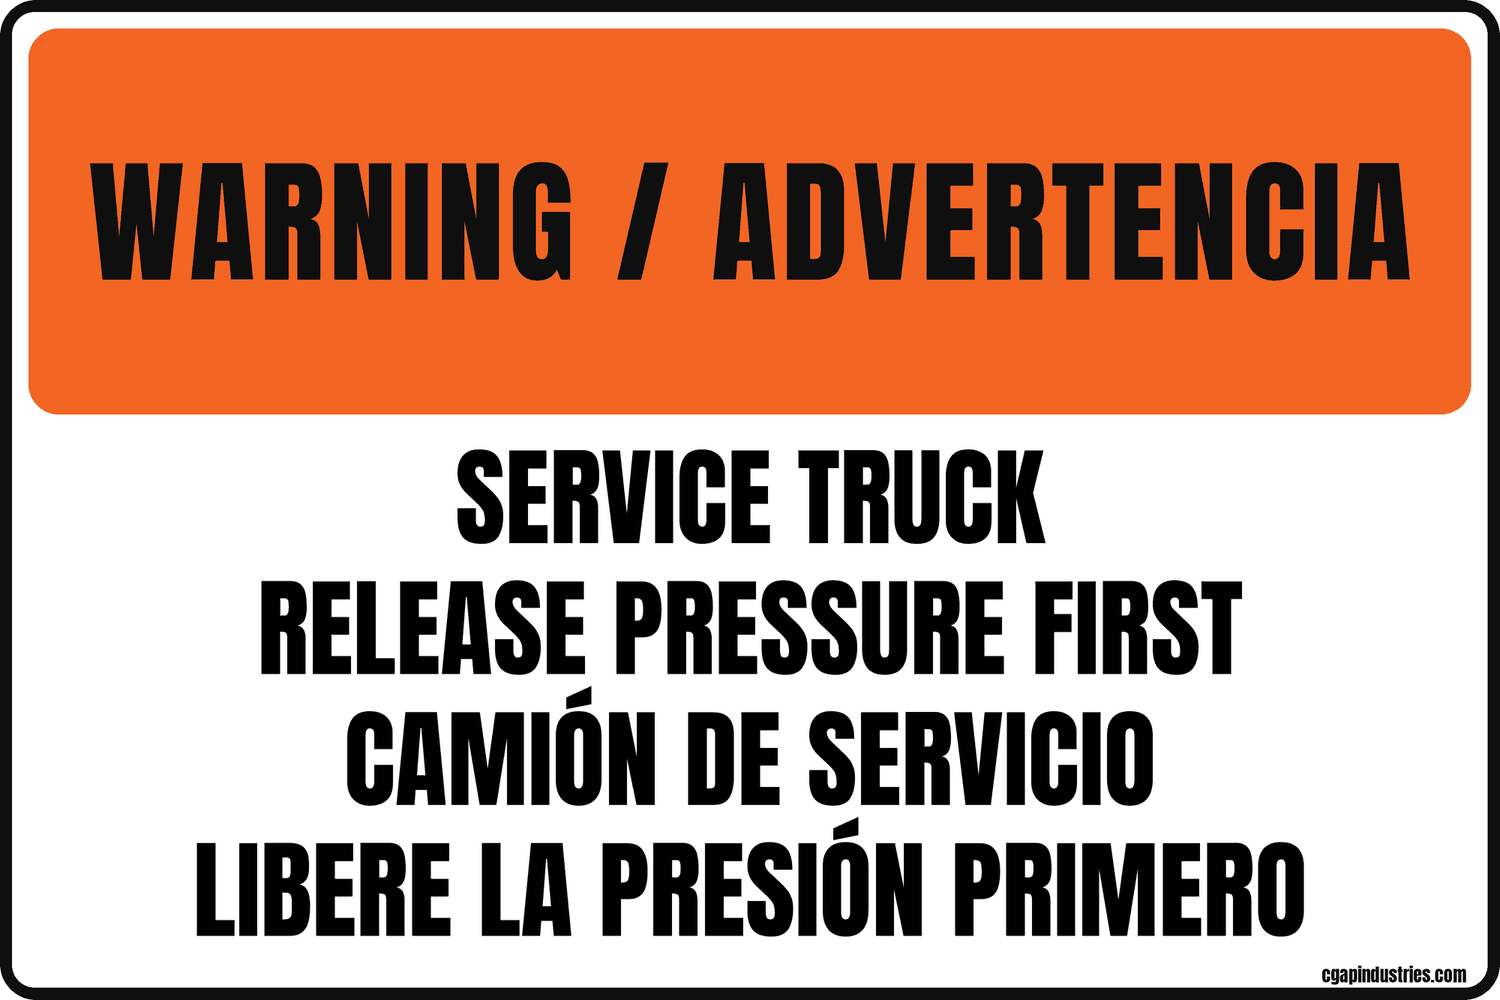 WARNING / ADVERTENCIA
SERVICE TRUCK
RELEASE PRESSURE FIRST
CAMIÓN DE SERVICIO
LIBERE LA PRESIÓN PRIMERO
cgapindustries.com